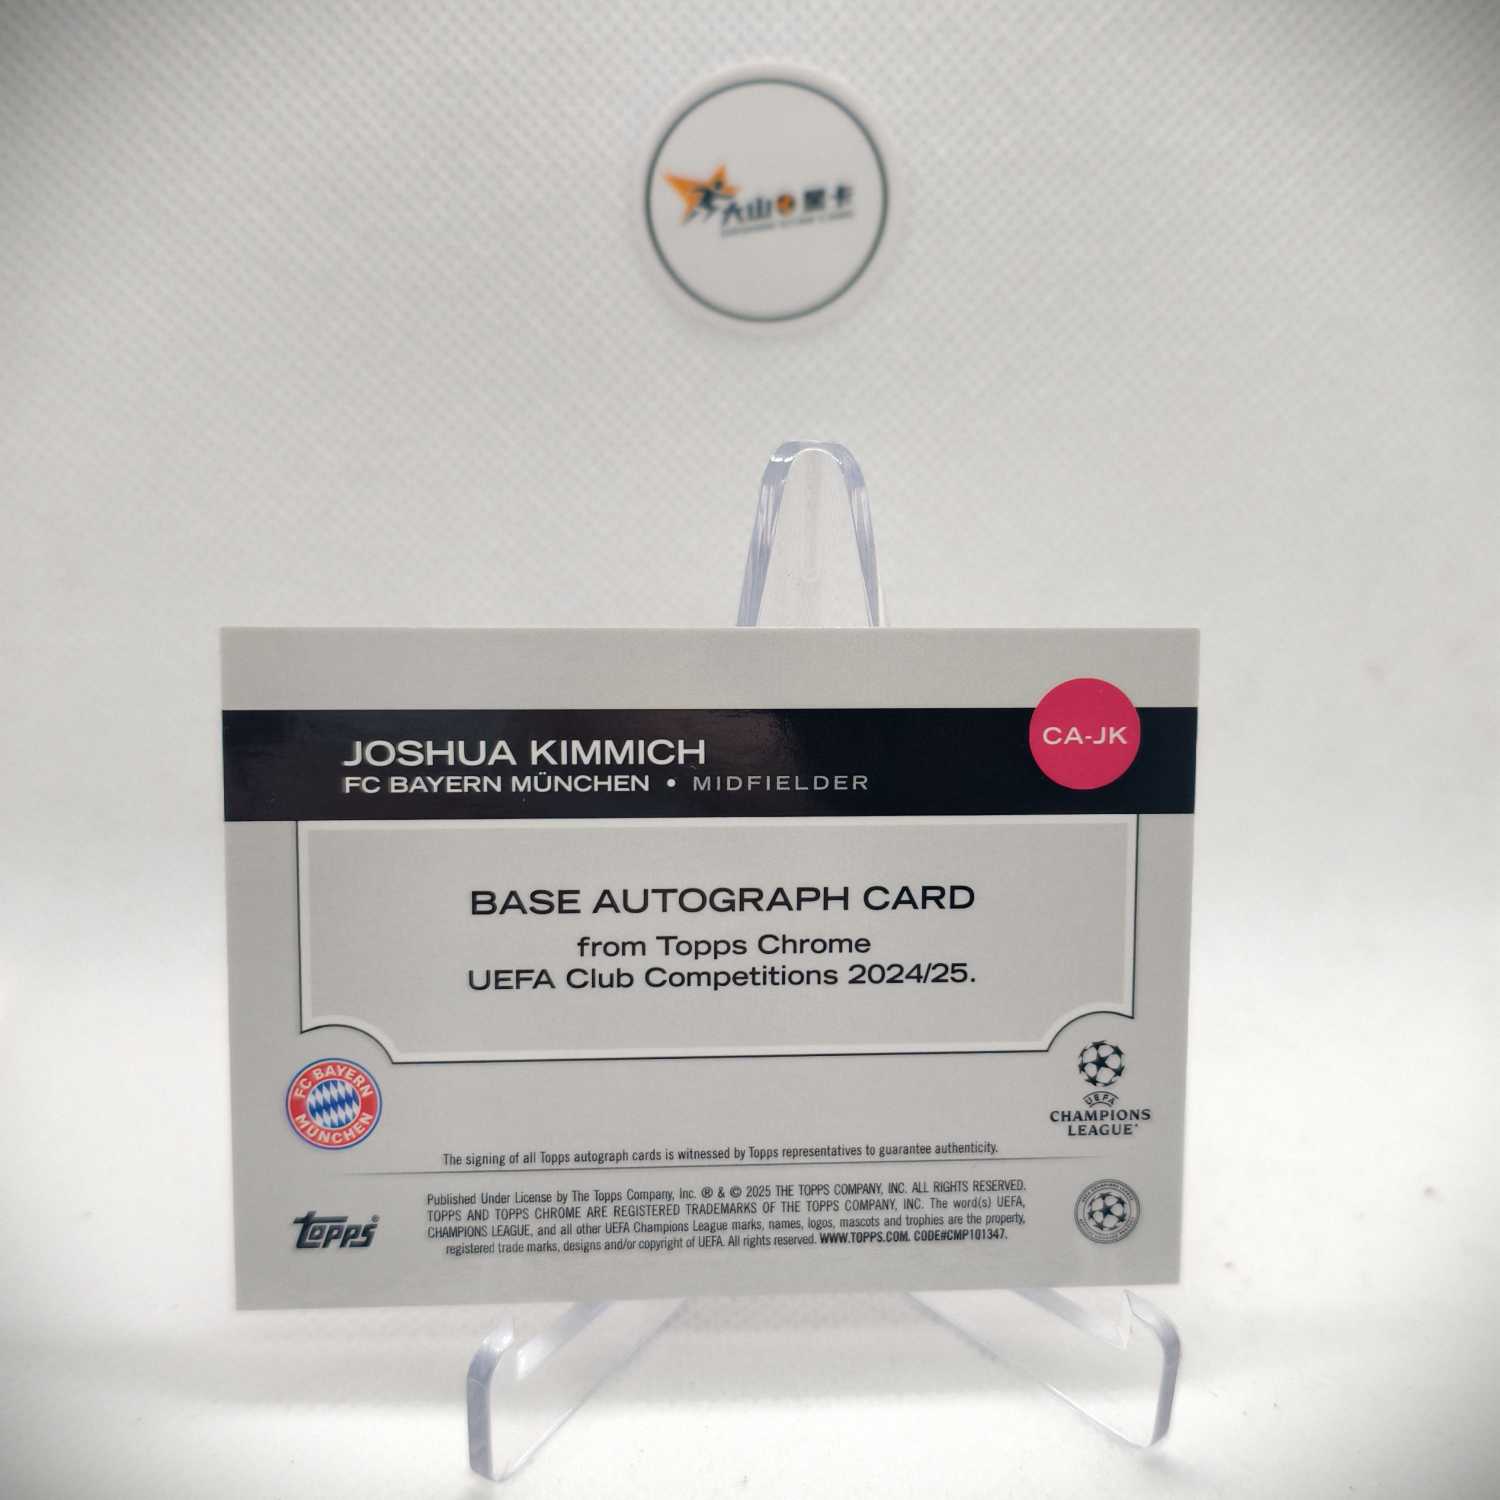 大山 星卡
JOSHUA KIMMICH
CA-JK
FC BAYERN MÜNCHEN • MIDFIELDER
BASE AUTOGRAPH CARD
from Topps Chrome
UEFA Club Competitions 2024/25.
FC BAYERN
MÜNCHEN
UEFA
CHAMPIONS
LEAGUE
The signing of all Topps autograph cards is witnessed by Topps representatives to guarantee authenticity.
topps®
Published Under License by The Topps Company, Inc. ® & © 2025 THE TOPPS COMPANY, INC. ALL RIGHTS RESERVED.
TOPPS AND TOPPS CHROME ARE REGISTERED TRADEMARKS OF THE TOPPS COMPANY, INC. The word(s) UEFA,
CHAMPIONS LEAGUE, and all other UEFA Champions League marks, names, logos, mascots and trophies are the property,
registered trade marks, designs and/or copyright of UEFA. All rights reserved. WWW.TOPPS.COM. CODE#CMP101347.